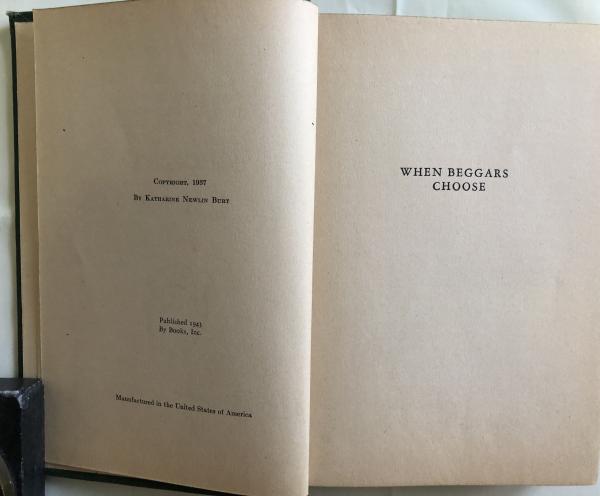 COPYRIGHT, 1937
BY KATHARINE NEWLIN BURT
Published 1943
By Books, Inc.
Manufactured in the United States of America
WHEN BEGGARS
CHOOSE